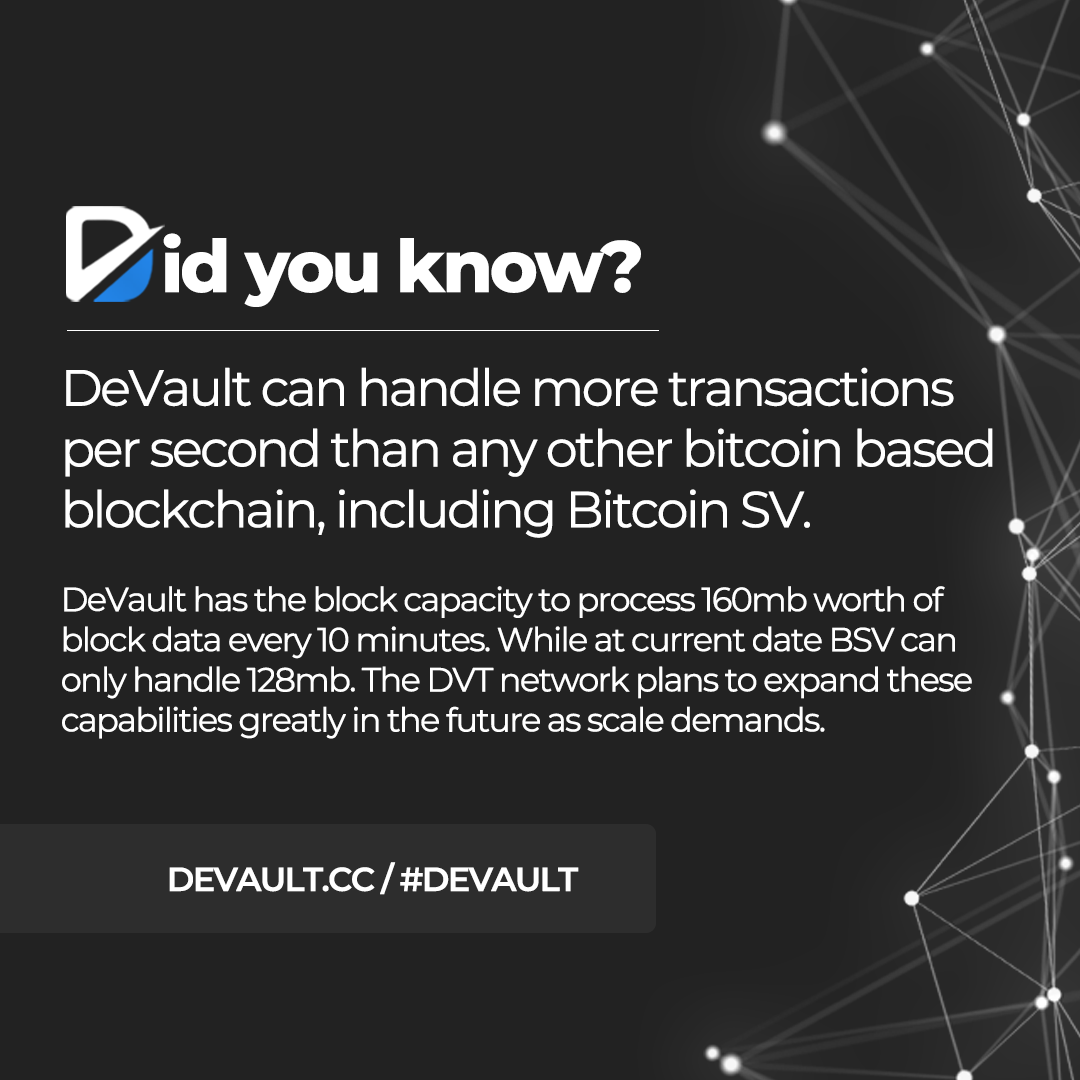 Did you know?
DeVault can handle more transactions
per second than any other bitcoin based
blockchain, including Bitcoin SV.
DeVault has the block capacity to process 160mb worth of
block data every 10 minutes. While at current date BSV can
only handle 128mb. The DVT network plans to expand these
capabilities greatly in the future as scale demands.
DEVAULT.CC / #DEVAULT